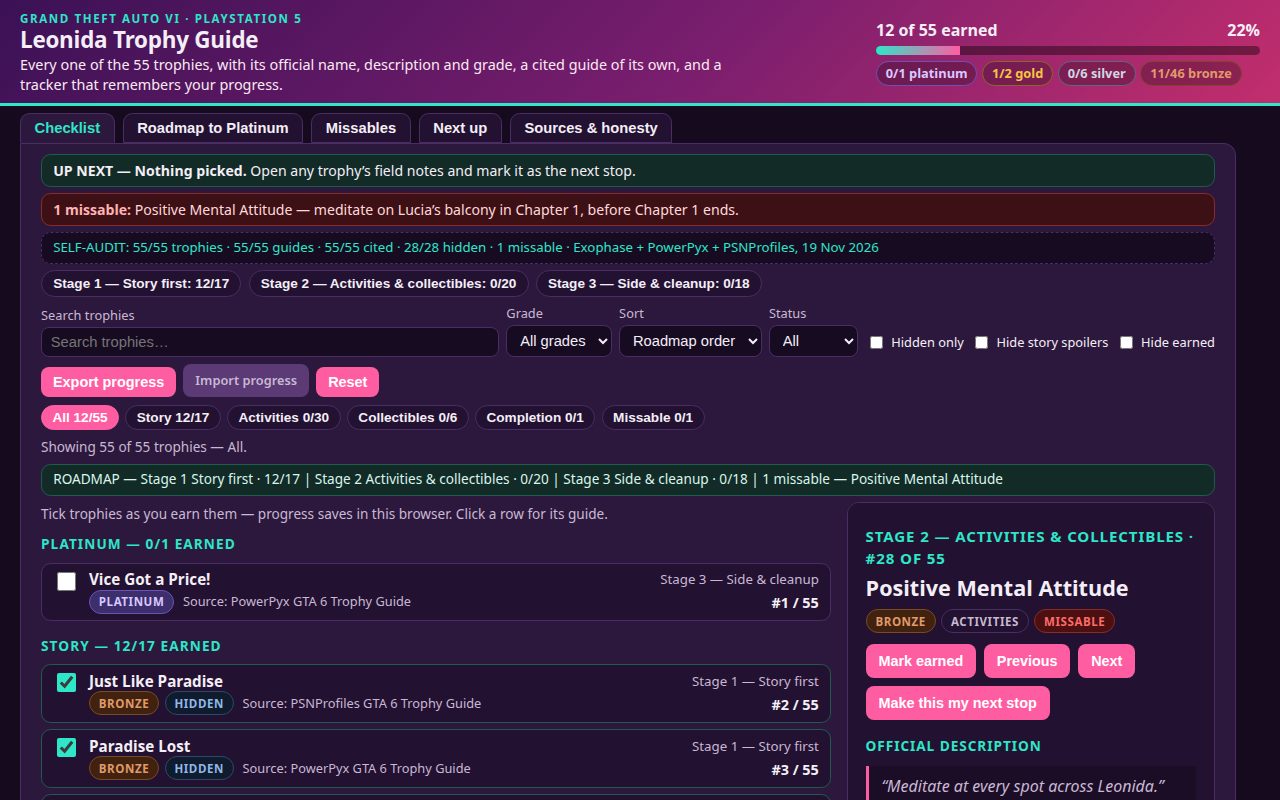 GRAND THEFT AUTO VI · PLAYSTATION 5
Leonida Trophy Guide
Every one of the 55 trophies, with its official name, description and grade, a cited guide of its own, and a
tracker that remembers your progress.
12 of 55 earned 22%
0/1 platinum 1/2 gold 0/6 silver 11/46 bronze
Checklist Roadmap to Platinum Missables Next up Sources & honesty
UP NEXT — Nothing picked. Open any trophy's field notes and mark it as the next stop.
1 missable: Positive Mental Attitude — meditate on Lucia's balcony in Chapter 1, before Chapter 1 ends.
SELF-AUDIT: 55/55 trophies · 55/55 guides · 55/55 cited · 28/28 hidden · 1 missable · Exophase + PowerPyx + PSNProfiles, 19 Nov 2026
Stage 1 — Story first: 12/17 Stage 2 — Activities & collectibles: 0/20 Stage 3 — Side & cleanup: 0/18
Search trophies Grade Sort Status
Search trophies… All grades Roadmap order All Hidden only Hide story spoilers Hide earned
Export progress Import progress Reset
All 12/55 Story 12/17 Activities 0/30 Collectibles 0/6 Completion 0/1 Missable 0/1
Showing 55 of 55 trophies — All.
ROADMAP — Stage 1 Story first · 12/17 | Stage 2 Activities & collectibles · 0/20 | Stage 3 Side & cleanup · 0/18 | 1 missable — Positive Mental Attitude
Tick trophies as you earn them — progress saves in this browser. Click a row for its guide.
PLATINUM — 0/1 EARNED
Vice Got a Price! Stage 3 — Side & cleanup
PLATINUM Source: PowerPyx GTA 6 Trophy Guide #1 / 55
STORY — 12/17 EARNED
Just Like Paradise Stage 1 — Story first
BRONZE HIDDEN Source: PSNProfiles GTA 6 Trophy Guide #2 / 55
Paradise Lost Stage 1 — Story first
BRONZE HIDDEN Source: PowerPyx GTA 6 Trophy Guide #3 / 55
STAGE 2 — ACTIVITIES & COLLECTIBLES ·
#28 OF 55
Positive Mental Attitude
BRONZE ACTIVITIES MISSABLE
Mark earned Previous Next
Make this my next stop
OFFICIAL DESCRIPTION
“Meditate at every spot across Leonida.”